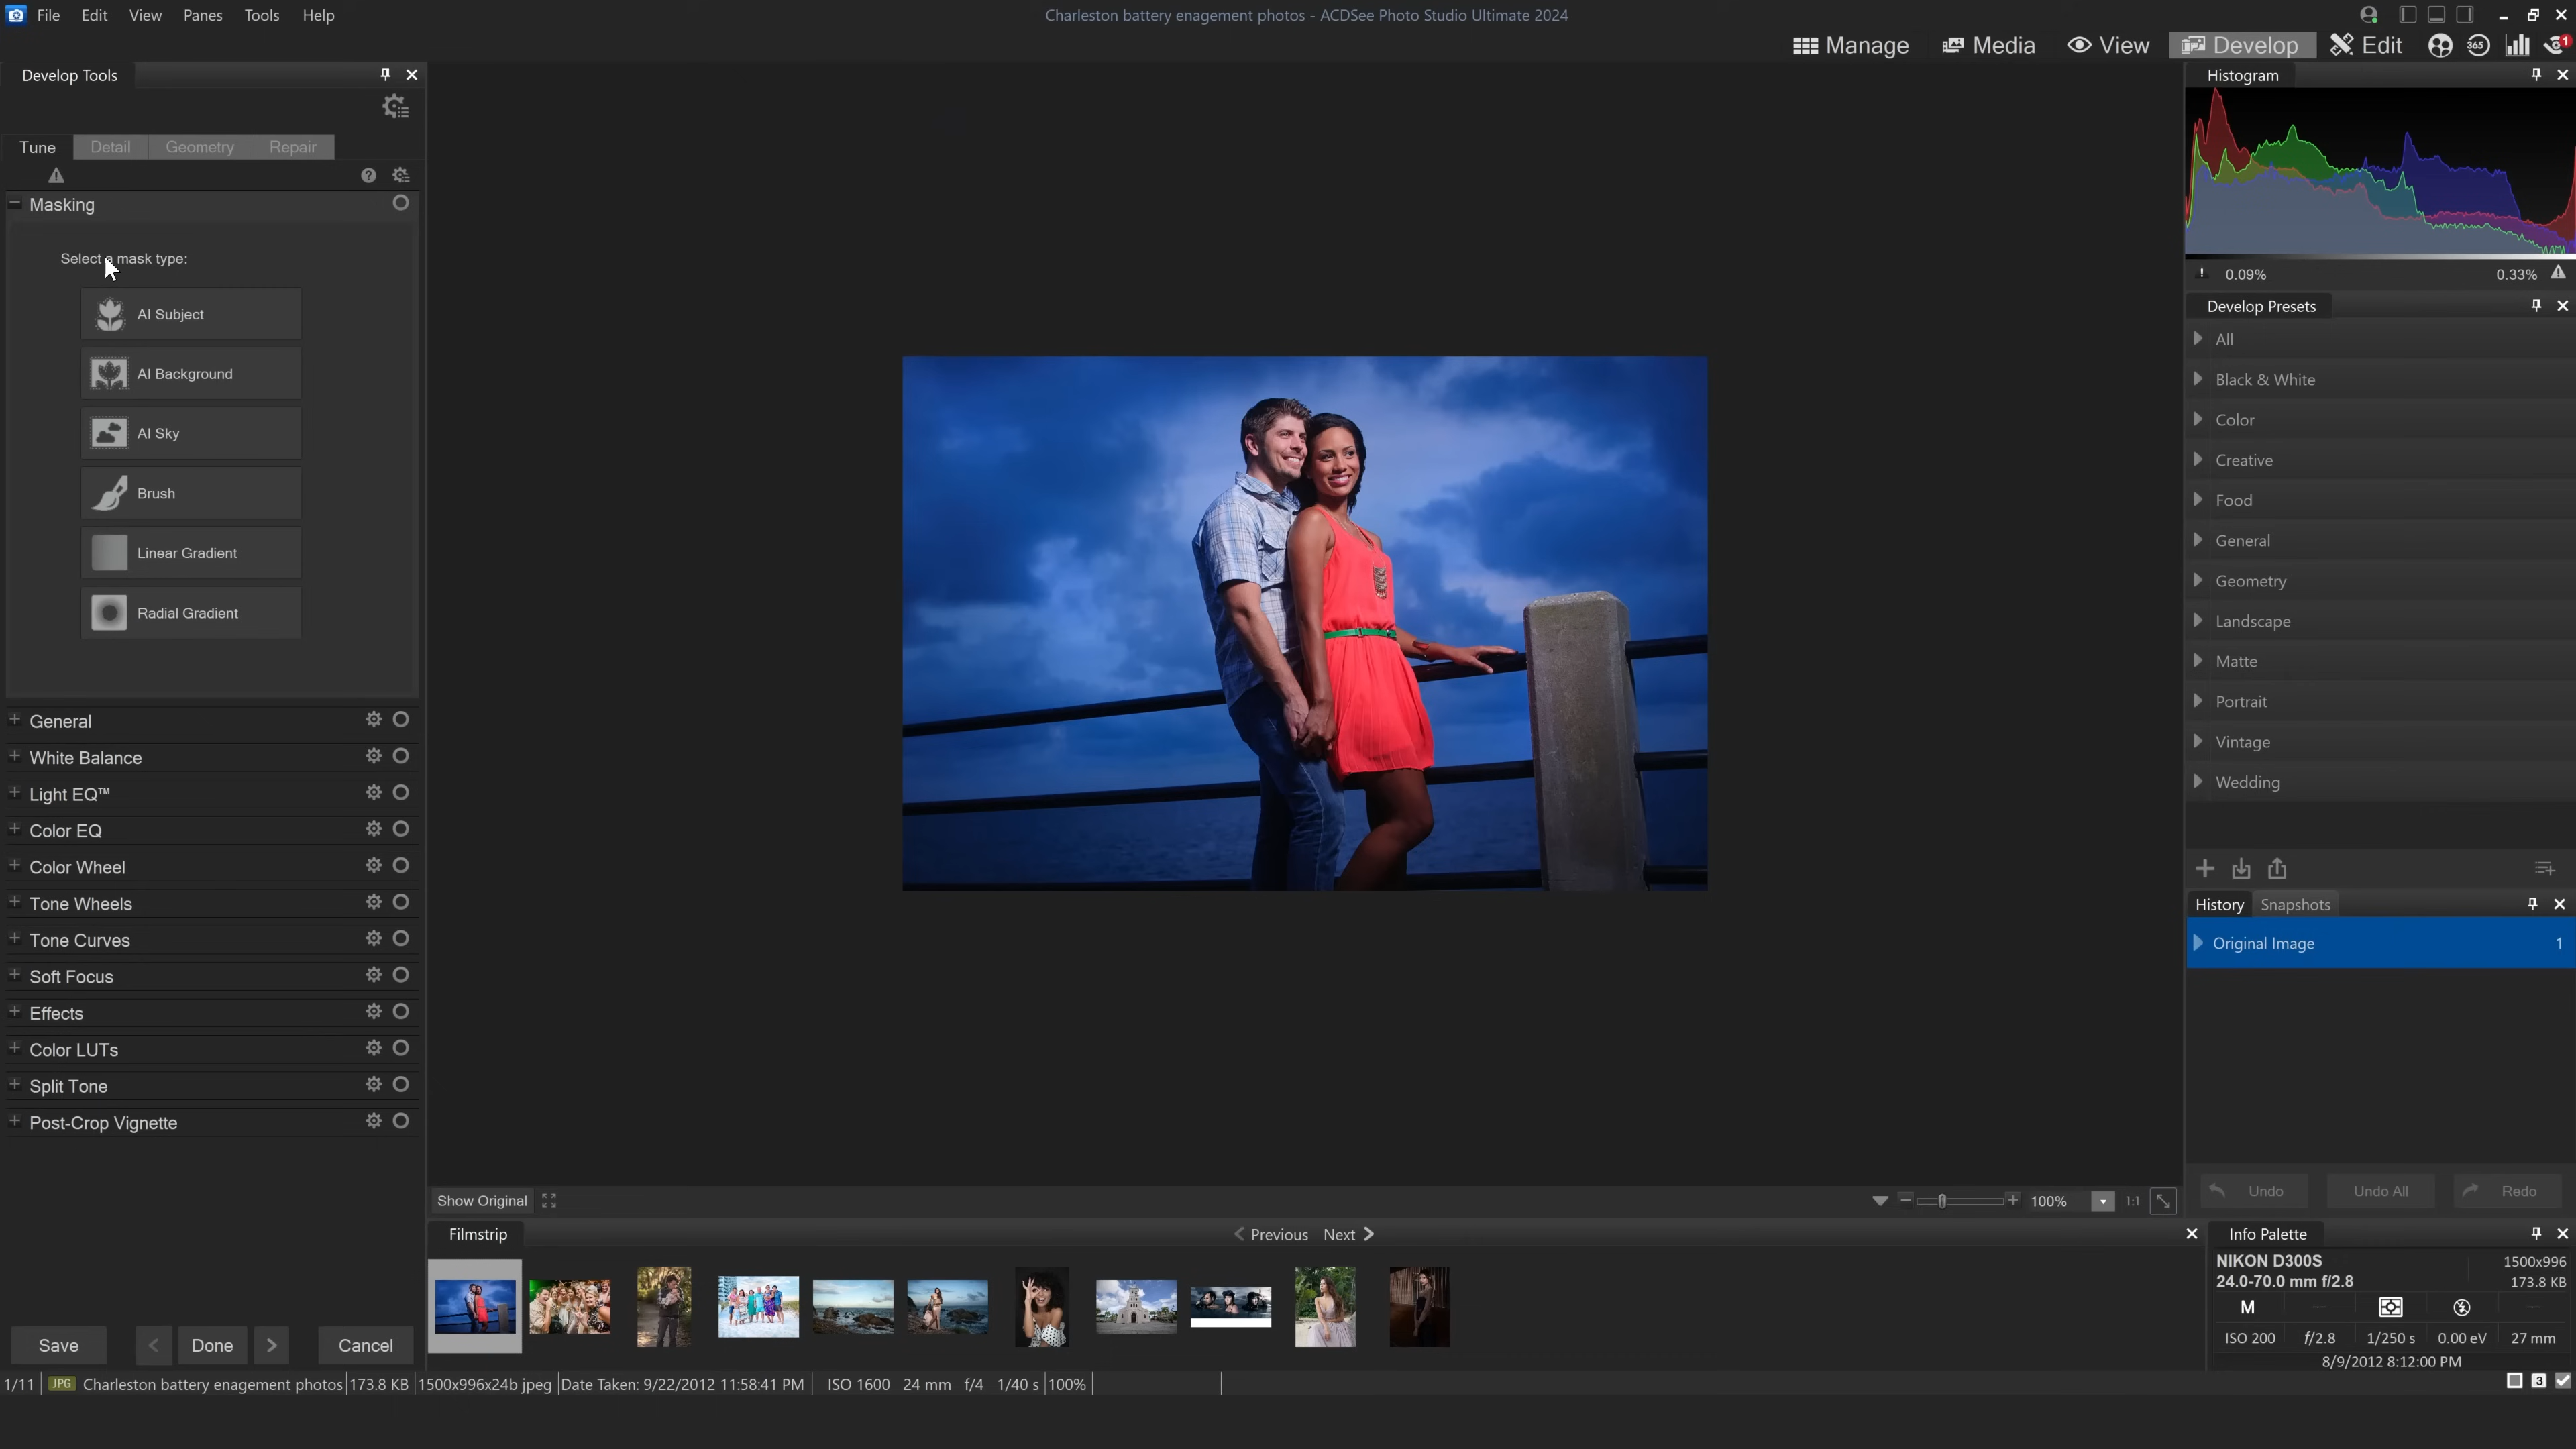 File Edit View Panes Tools Help
Charleston battery enagement photos - ACDSee Photo Studio Ultimate 2024
Manage Media View Develop Edit 365 1
Develop Tools
Tune Detail Geometry Repair
Masking
Select a mask type:
AI Subject
AI Background
AI Sky
Brush
Linear Gradient
Radial Gradient
General
White Balance
Light EQ™
Color EQ
Color Wheel
Tone Wheels
Tone Curves
Soft Focus
Effects
Color LUTs
Split Tone
Post-Crop Vignette
Save < Done > Cancel
Show Original
100% 1:1
Filmstrip
Previous Next
Histogram
0.09% 0.33%
Develop Presets
All
Black & White
Color
Creative
Food
General
Geometry
Landscape
Matte
Portrait
Vintage
Wedding
History Snapshots
Original Image 1
Undo Undo All Redo
Info Palette
NIKON D300S 1500x996
24.0-70.0 mm f/2.8 173.8 KB
M -- --
ISO 200 f/2.8 1/250 s 0.00 eV 27 mm
8/9/2012 8:12:00 PM
1/11 JPG Charleston battery enagement photos 173.8 KB 1500x996x24b jpeg Date Taken: 9/22/2012 11:58:41 PM ISO 1600 24 mm f/4 1/40 s 100% 3